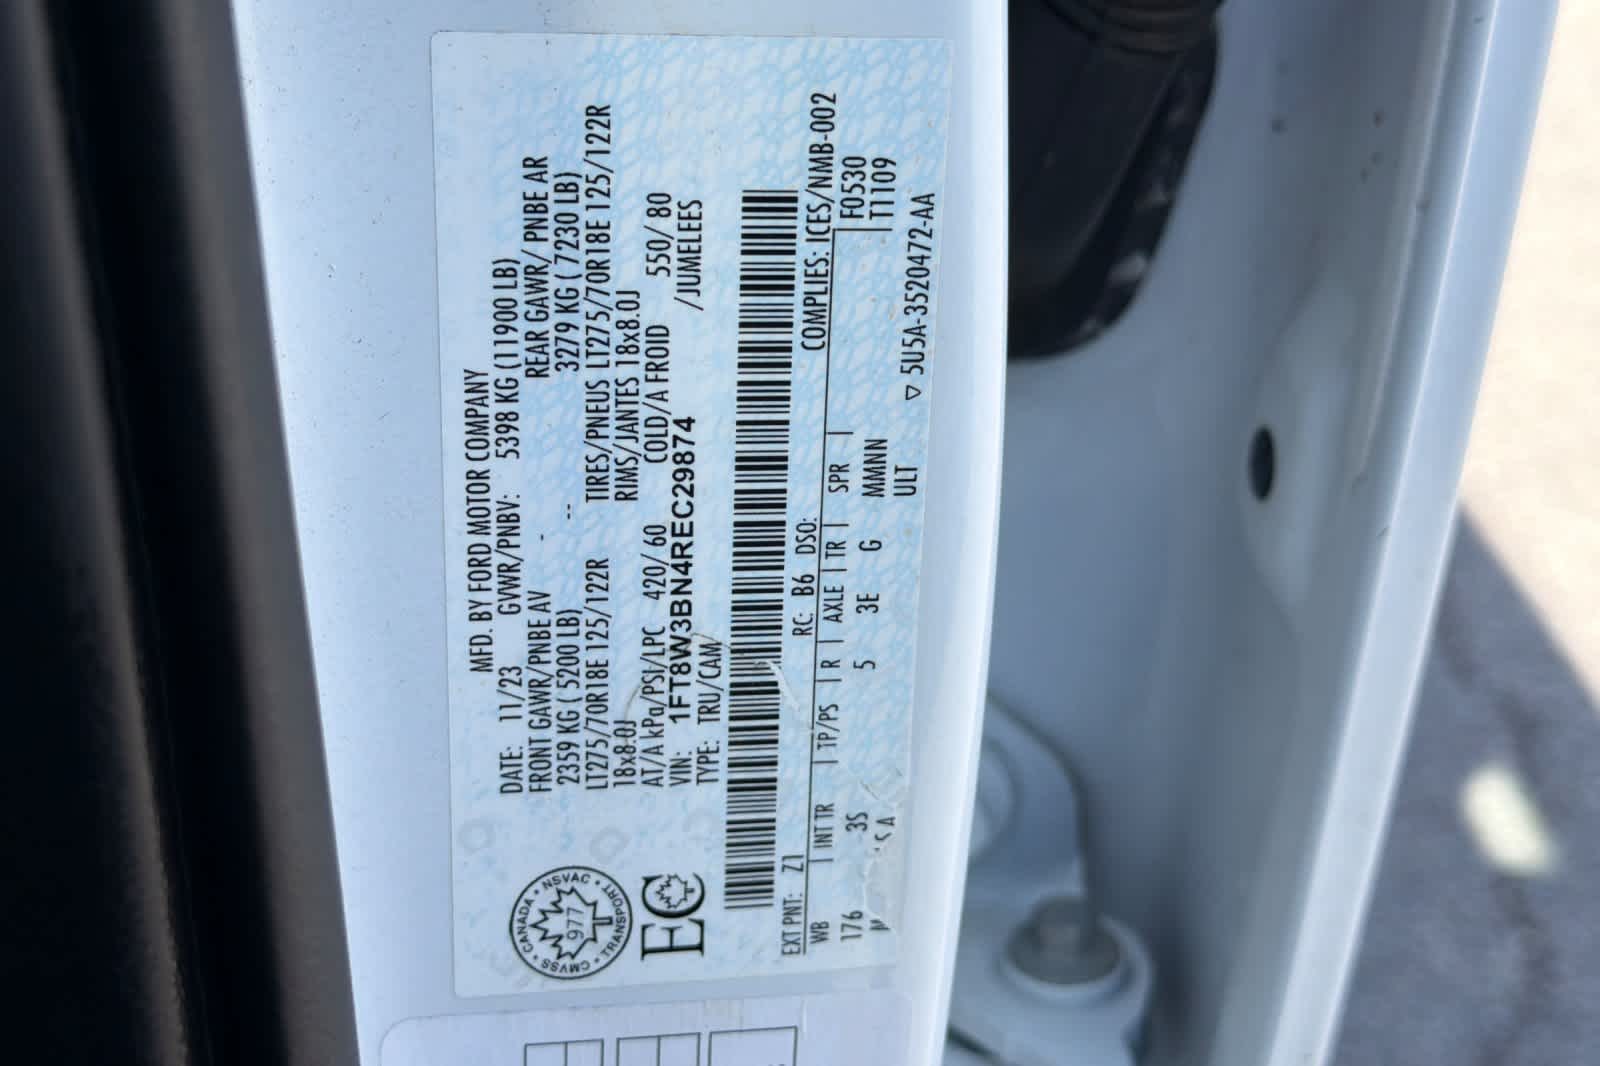 MFD. BY FORD MOTOR COMPANY
DATE: 11/23 GVWR/PNBV: 5398 KG (11900 LB)
FRONT GAWR/PNBE AV - REAR GAWR/ PNBE AR
2359 KG ( 5200 LB) -- 3279 KG ( 7230 LB)
LT275/70R18E 125/122R TIRES/PNEUS LT275/70R18E 125/122R
18x8.0J RIMS/JANTES 18x8.0J
AT/A kPa/PSI/LPC 420/ 60 COLD/A FROID 550/ 80
VIN: 1FT8W3BN4REC29874 /JUMELEES
TYPE: TRU/CAM
CANADA • NSVAC • TRANSPORT • CMVSS •
977
EC
EXT PNT: Z1 RC: B6 DSO: COMPLIES: ICES/NMB-002
WB | INT TR | TP/PS | R | AXLE | TR | SPR | F0530
176 3S 5 3E G MMNN T1109
ULT
▽ 5U5A-3520472-AA